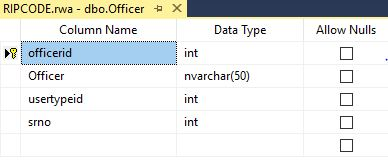 RIPCODE.rwa - dbo.Officer
Column Name Data Type Allow Nulls
officerid int
Officer nvarchar(50)
usertypeid int
srno int